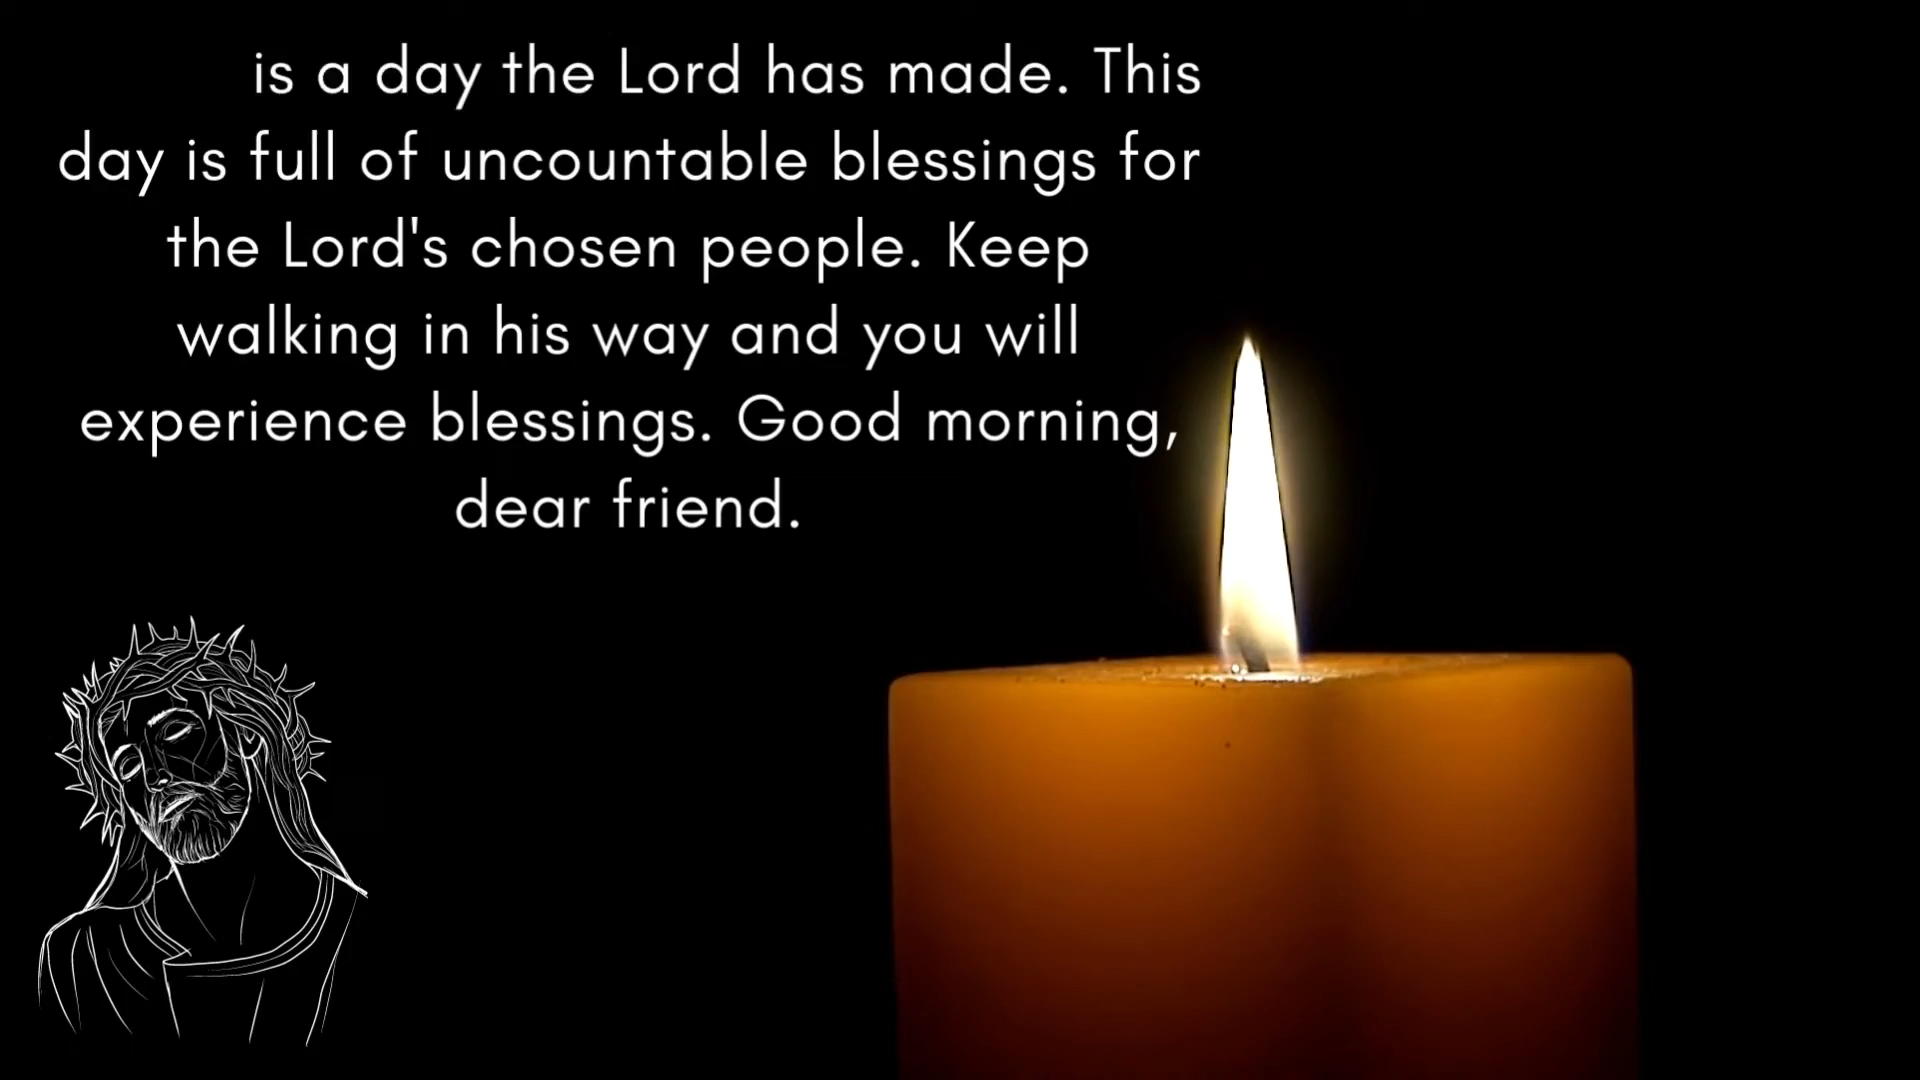 is a day the Lord has made. This
day is full of uncountable blessings for
the Lord's chosen people. Keep
walking in his way and you will
experience blessings. Good morning,
dear friend.